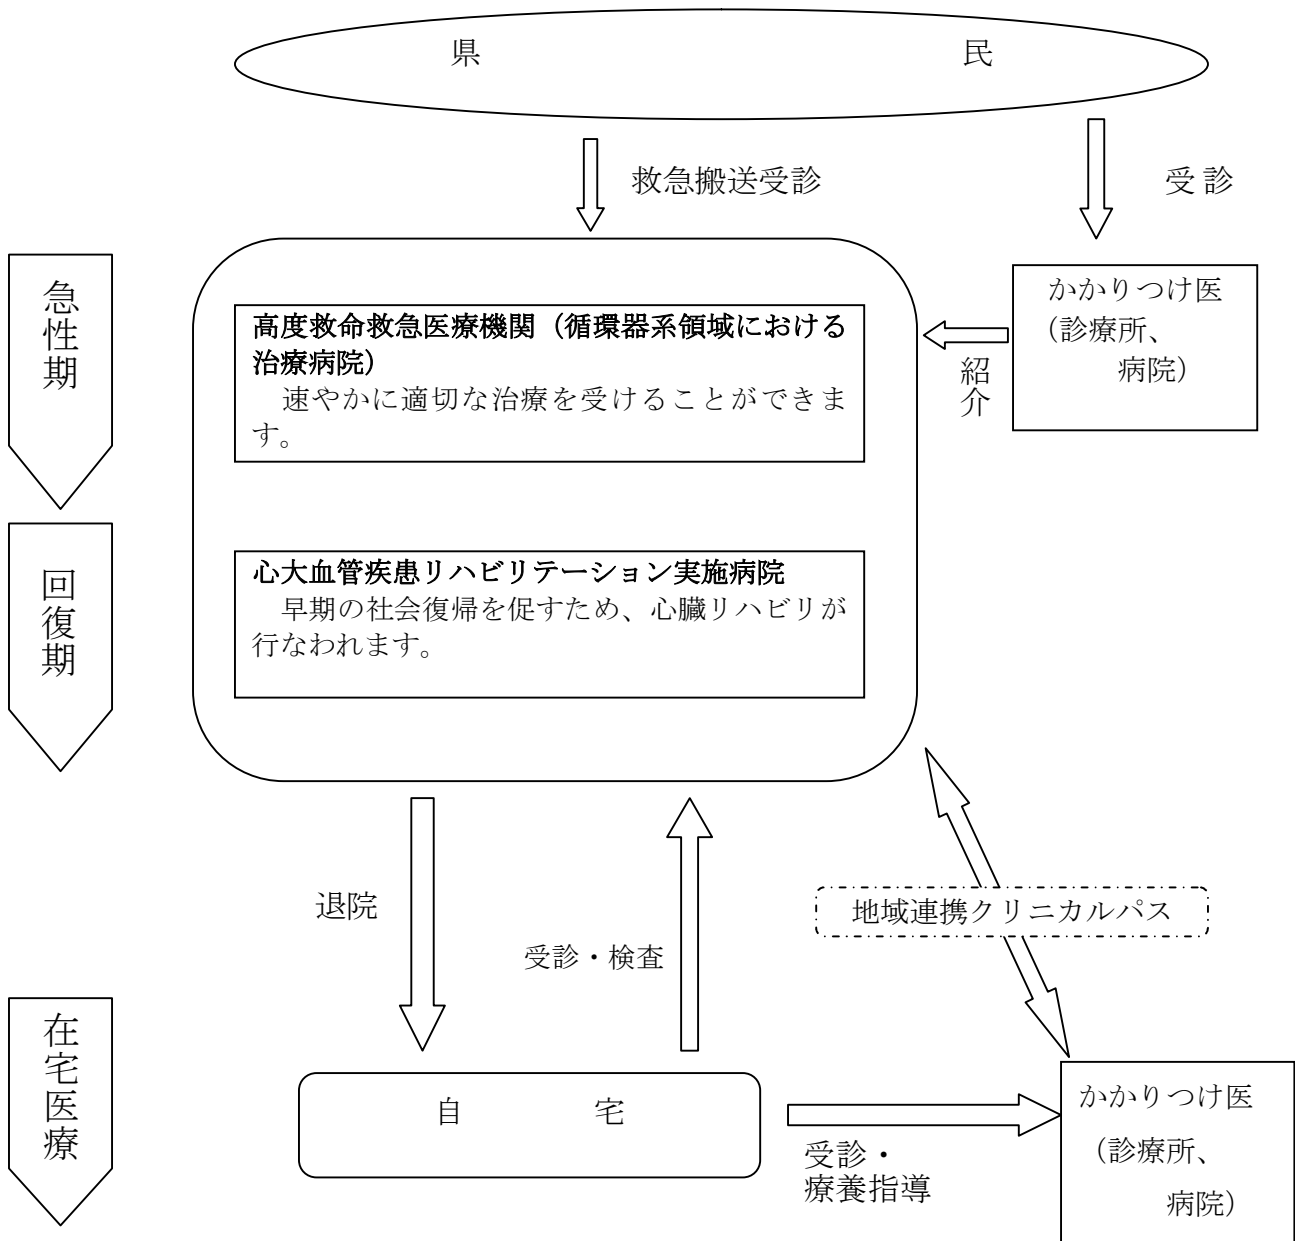 県　民
救急搬送受診
受診
急性期
高度救命救急医療機関（循環器系領域における
治療病院）
速やかに適切な治療を受けることができま
す。
紹介
かかりつけ医
（診療所、
病院）
回復期
心大血管疾患リハビリテーション実施病院
早期の社会復帰を促すため、心臓リハビリが
行なわれます。
退院
受診・検査
地域連携クリニカルパス
在宅医療
自　宅
受診・
療養指導
かかりつけ医
（診療所、
病院）